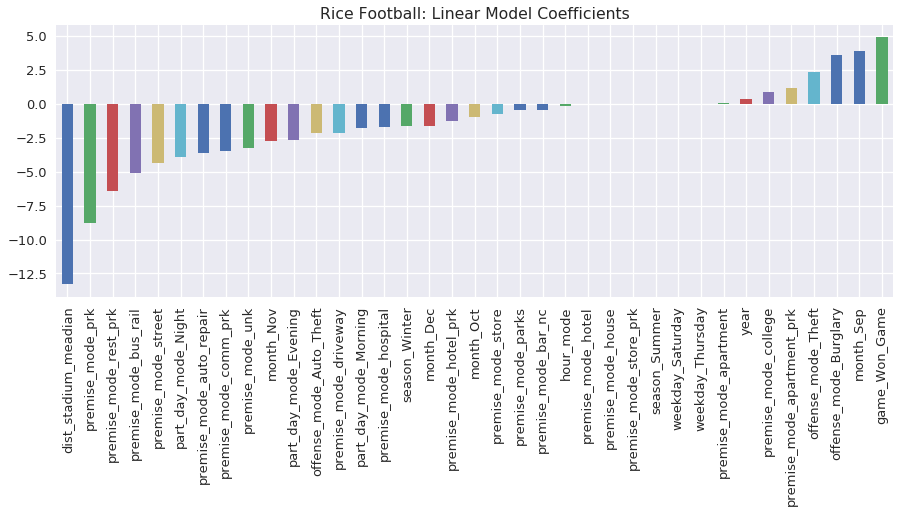 Rice Football: Linear Model Coefficients
5.0
2.5
0.0
−2.5
−5.0
−7.5
−10.0
−12.5
dist_stadium_meadian
premise_mode_prk
premise_mode_rest_prk
premise_mode_bus_rail
premise_mode_street
part_day_mode_Night
premise_mode_auto_repair
premise_mode_comm_prk
premise_mode_unk
month_Nov
part_day_mode_Evening
offense_mode_Auto_Theft
premise_mode_driveway
part_day_mode_Morning
premise_mode_hospital
season_Winter
month_Dec
premise_mode_hotel_prk
month_Oct
premise_mode_store
premise_mode_parks
premise_mode_bar_nc
hour_mode
premise_mode_hotel
premise_mode_house
premise_mode_store_prk
season_Summer
weekday_Saturday
weekday_Thursday
premise_mode_apartment
year
premise_mode_college
premise_mode_apartment_prk
offense_mode_Theft
offense_mode_Burglary
month_Sep
game_Won_Game